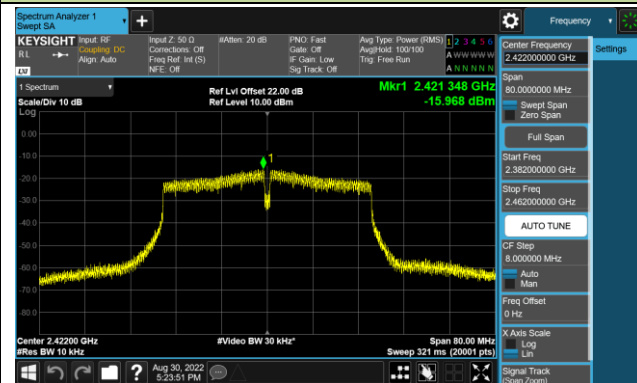 Spectrum Analyzer 1
Swept SA
Frequency
KEYSIGHT
RL
LXI
Input: RF
Coupling: DC
Align: Auto
Input Z: 50 Ω
Corrections: Off
Freq Ref: Int (S)
NFE: Off
#Atten: 20 dB
PNO: Fast
Gate: Off
IF Gain: Low
Sig Track: Off
Avg Type: Power (RMS)
Avg|Hold: 100/100
Trig: Free Run
1 2 3 4 5 6
A W W W W W
A N N N N N
1 Spectrum
Scale/Div 10 dB
Log
Ref Lvl Offset 22.00 dB
Ref Level 10.00 dBm
Mkr1 2.421 348 GHz
-15.968 dBm
0.00
-10.0
-20.0
-30.0
-40.0
-50.0
-60.0
-70.0
-80.0
1
Center 2.42200 GHz
#Res BW 10 kHz
#Video BW 30 kHz*
Span 80.00 MHz
Sweep 321 ms (20001 pts)
Aug 30, 2022
5:23:51 PM
Center Frequency
2.422000000 GHz
Settings
Span
80.0000000 MHz
Swept Span
Zero Span
Full Span
Start Freq
2.382000000 GHz
Stop Freq
2.462000000 GHz
AUTO TUNE
CF Step
8.000000 MHz
Auto
Man
Freq Offset
0 Hz
X Axis Scale
Log
Lin
Signal Track
(Span Zoom)